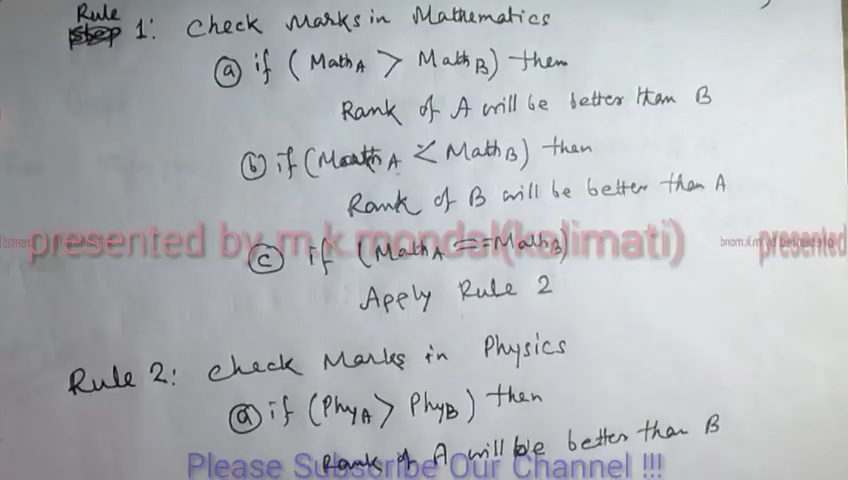 Rule
Step 1: Check Marks in Mathematics
(a) if (MathA > MathB) then
Rank of A will be better than B
(b) if (MathA < MathB) then
Rank of B will be better than A
presented by m.k.mondal(kalimati)
presented
(c) if (MathA == MathB)
Apply Rule 2
Rule 2: Check Marks in Physics
(a) if (PhyA > PhyB) then
Rank of A will be better than B
Please Subscribe Our Channel !!!